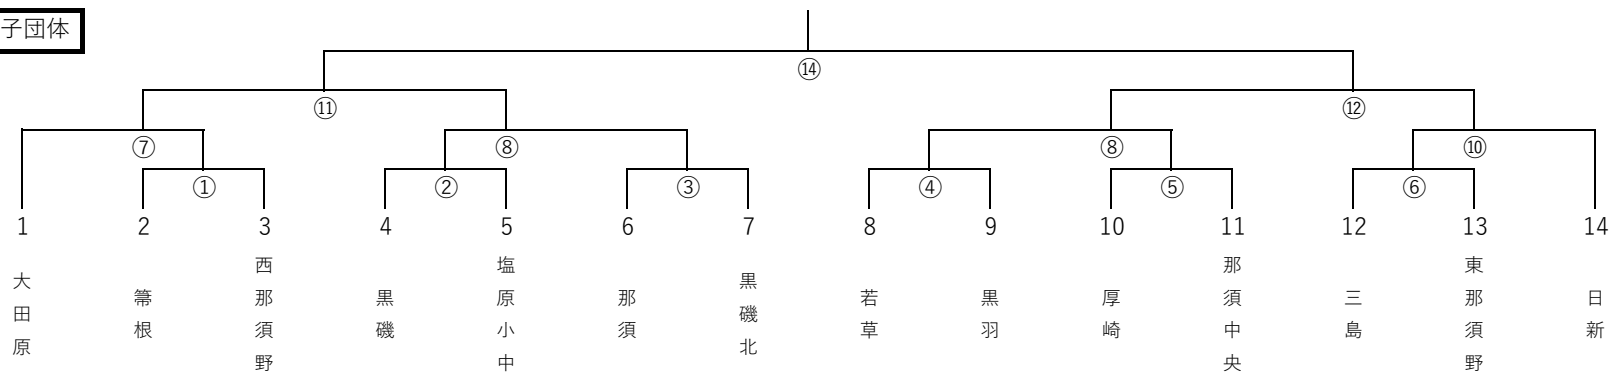 子団体
⑭
⑪ ⑫
⑦ ⑧ ⑧ ⑩
① ② ③ ④ ⑤ ⑥
1 2 3 4 5 6 7 8 9 10 11 12 13 14
大田原
箒根
西那須野
黒磯
塩原小中
那須
黒磯北
若草
黒羽
厚崎
那須中央
三島
東那須野
日新